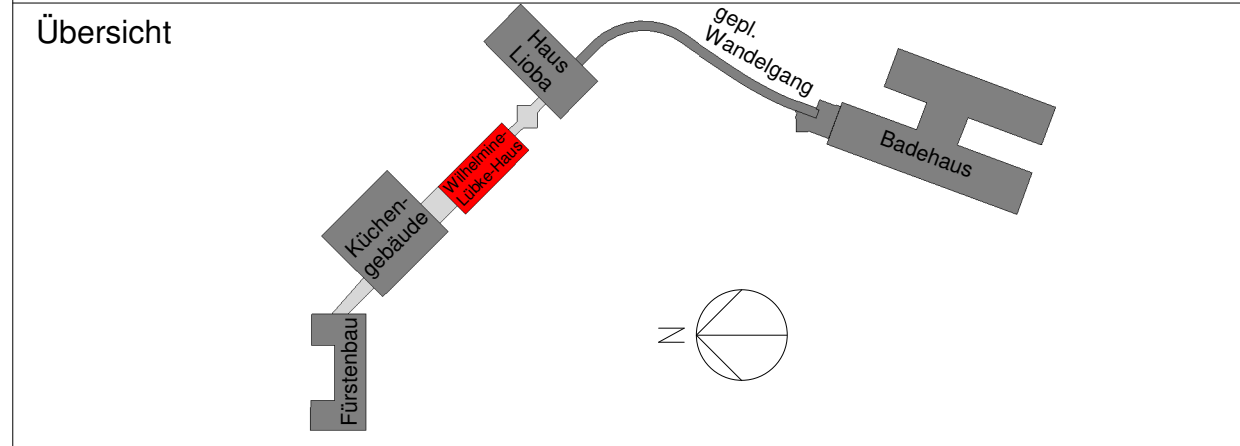 Übersicht
Haus
Lioba
gepl.
Wandelgang
Badehaus
Wilhelmine-
Lübke-Haus
Küchen-
gebäude
Fürstenbau
N